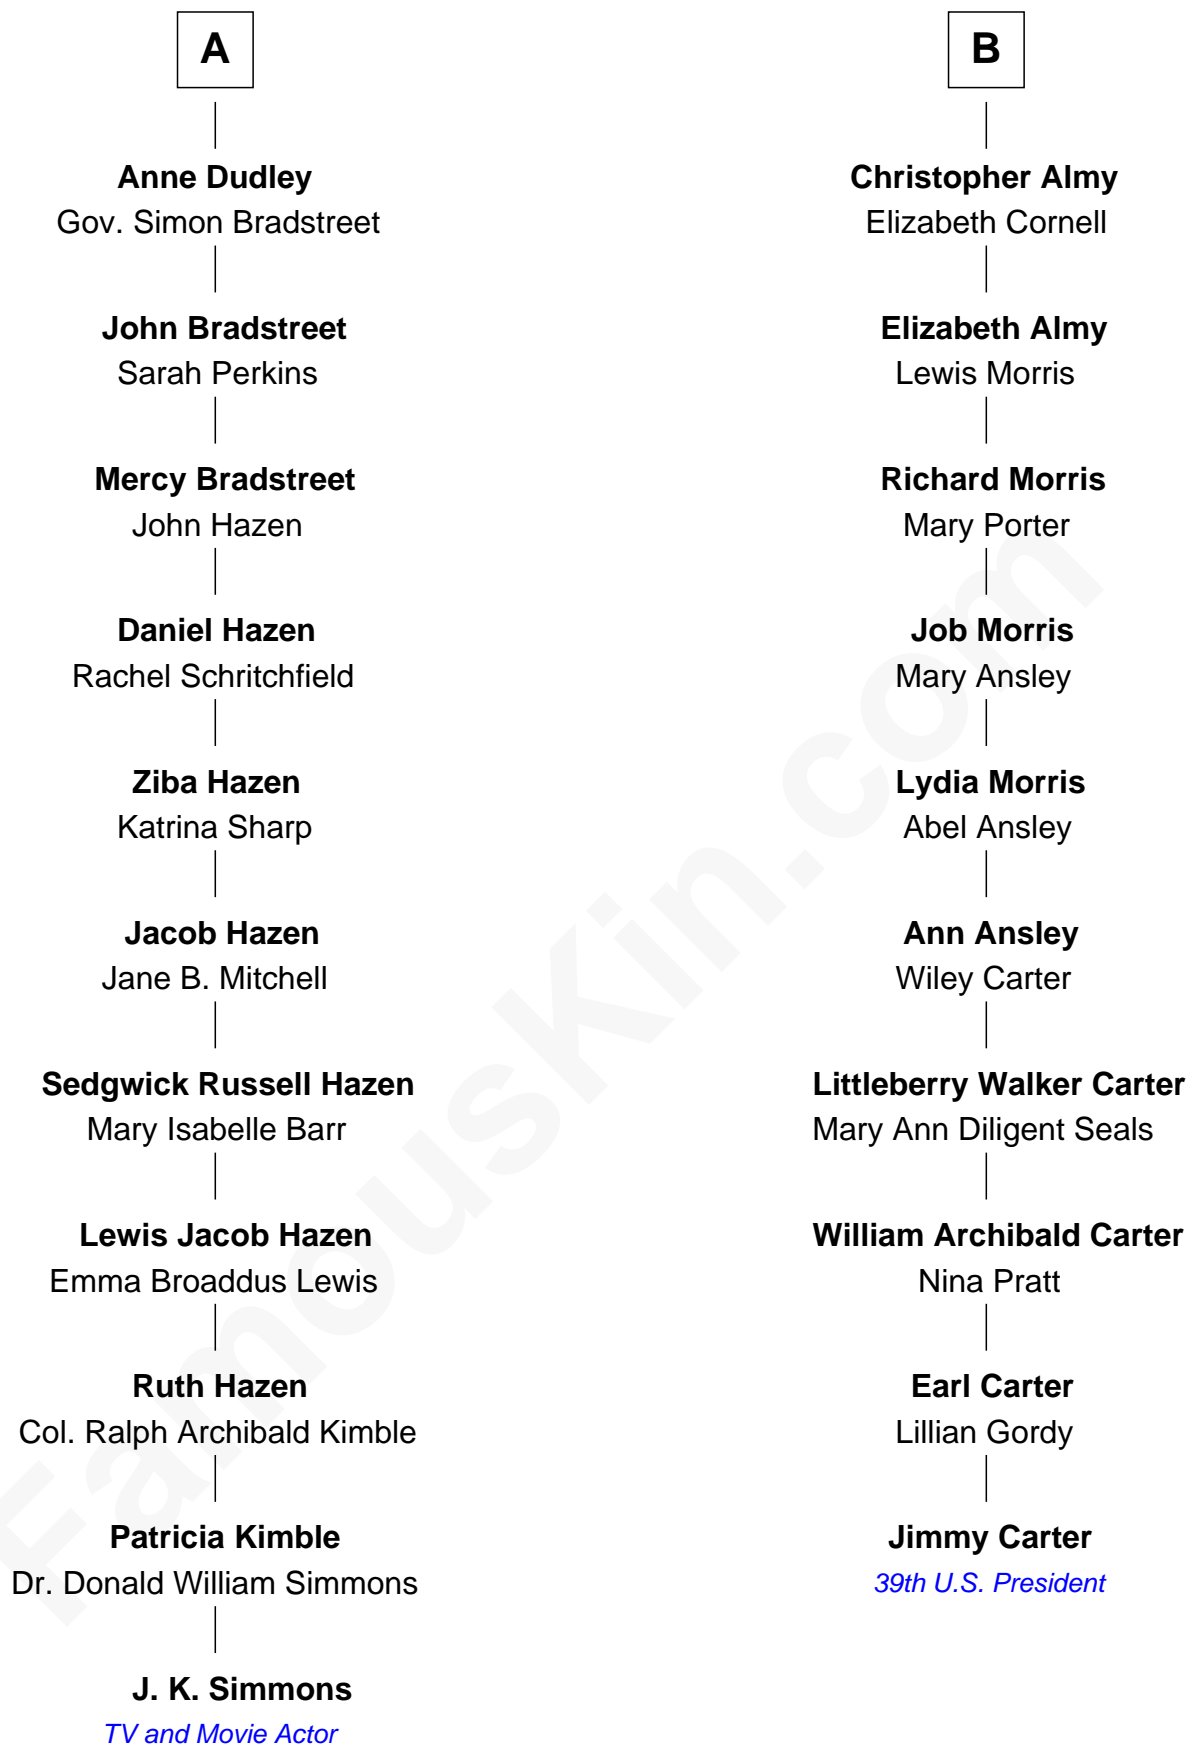 A
Anne Dudley
Gov. Simon Bradstreet
John Bradstreet
Sarah Perkins
Mercy Bradstreet
John Hazen
Daniel Hazen
Rachel Schritchfield
Ziba Hazen
Katrina Sharp
Jacob Hazen
Jane B. Mitchell
Sedgwick Russell Hazen
Mary Isabelle Barr
Lewis Jacob Hazen
Emma Broaddus Lewis
Ruth Hazen
Col. Ralph Archibald Kimble
Patricia Kimble
Dr. Donald William Simmons
J. K. Simmons
TV and Movie Actor
B
Christopher Almy
Elizabeth Cornell
Elizabeth Almy
Lewis Morris
Richard Morris
Mary Porter
Job Morris
Mary Ansley
Lydia Morris
Abel Ansley
Ann Ansley
Wiley Carter
Littleberry Walker Carter
Mary Ann Diligent Seals
William Archibald Carter
Nina Pratt
Earl Carter
Lillian Gordy
Jimmy Carter
39th U.S. President
FamousKin.com